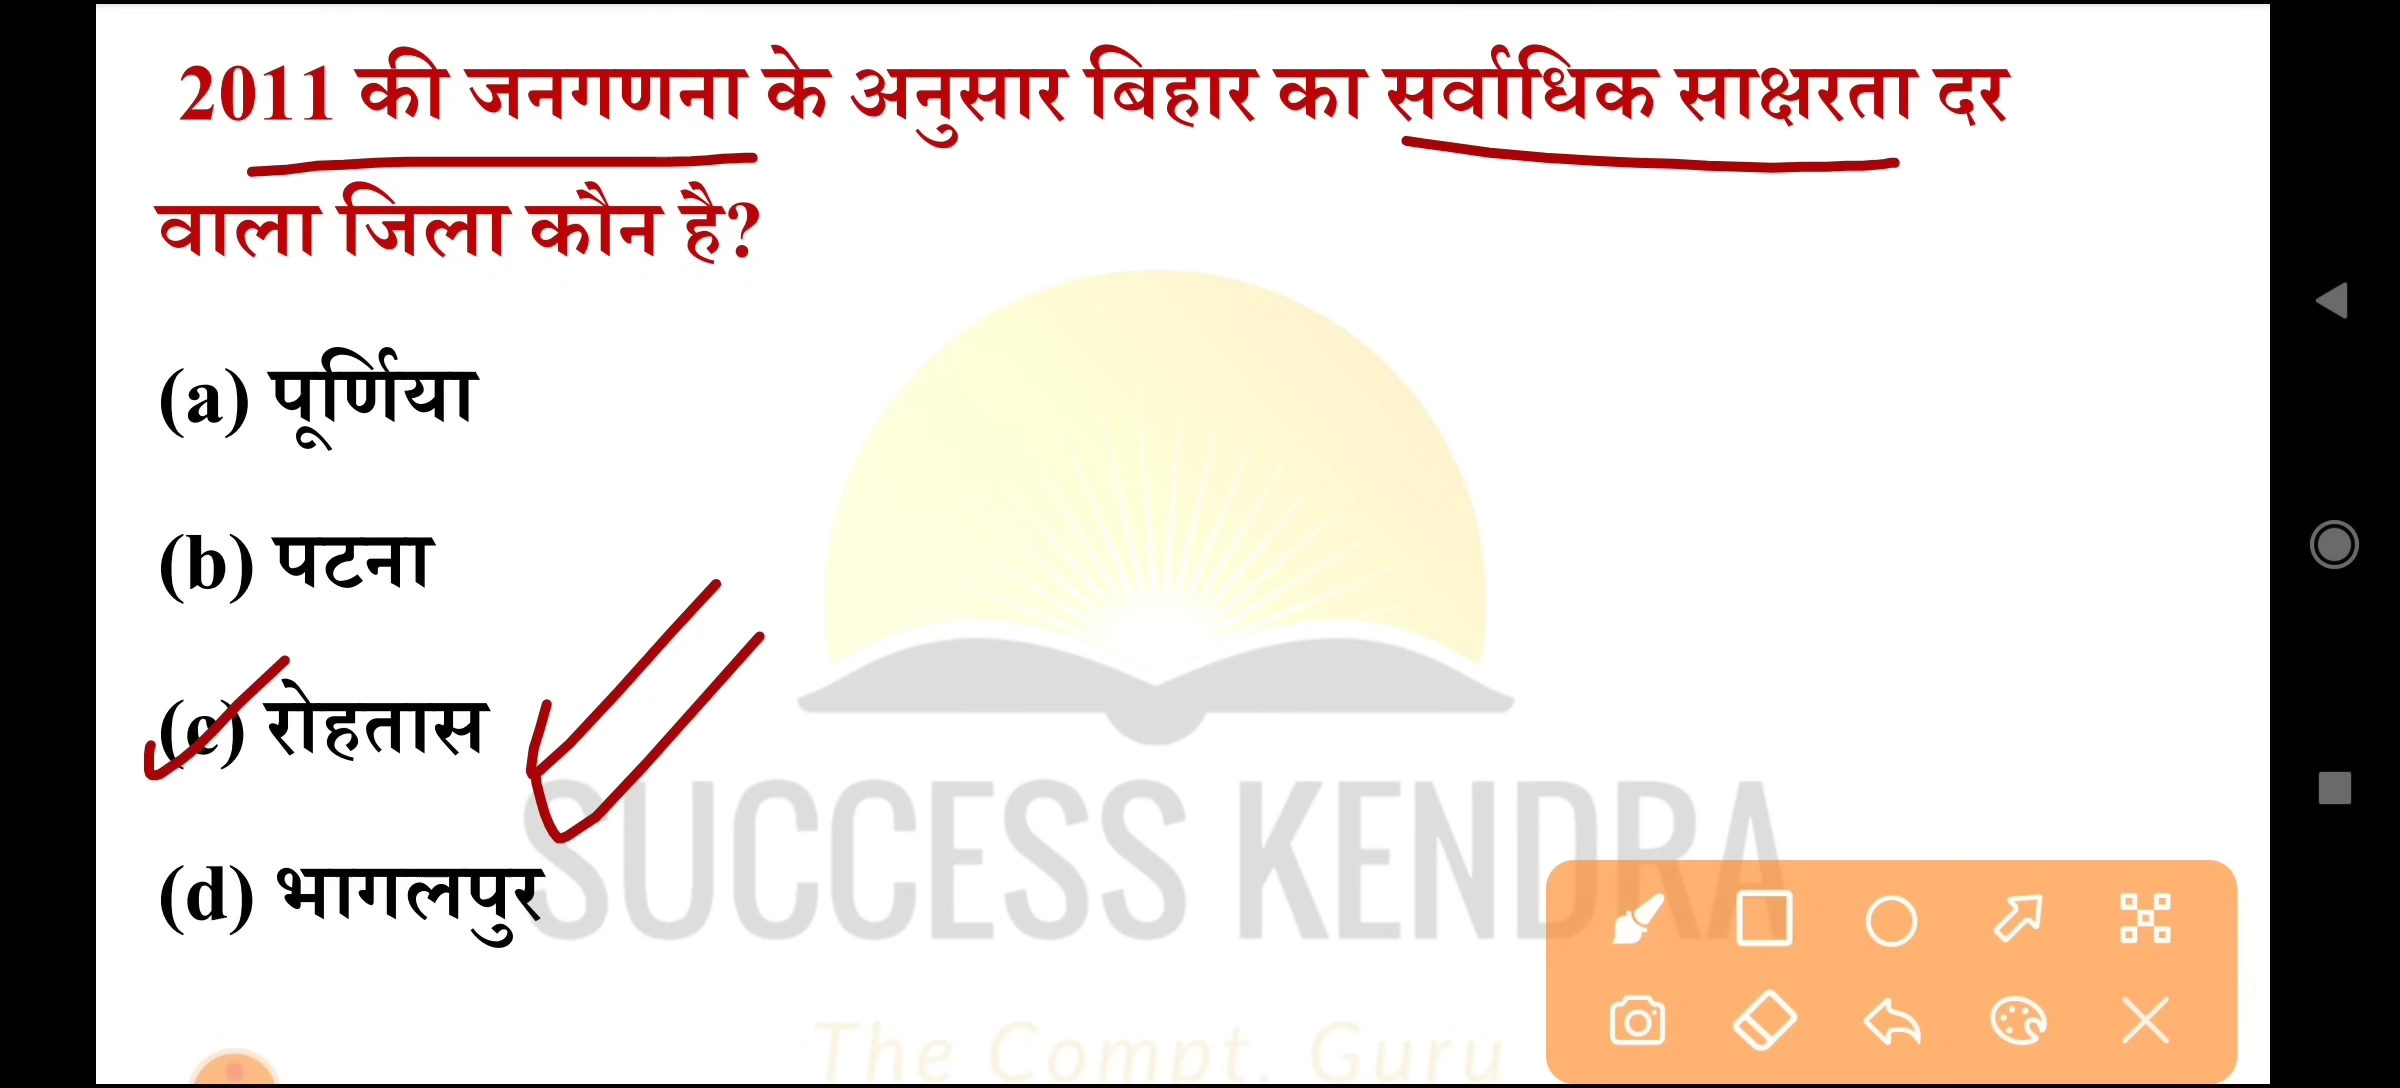 2011 की जनगणना के अनुसार बिहार का सर्वाधिक साक्षरता दर
वाला जिला कौन है?
(a) पूर्णिया
(b) पटना
(c) रोहतास
(d) भागलपुर
SUCCESS KENDRA
The Compt. Guru